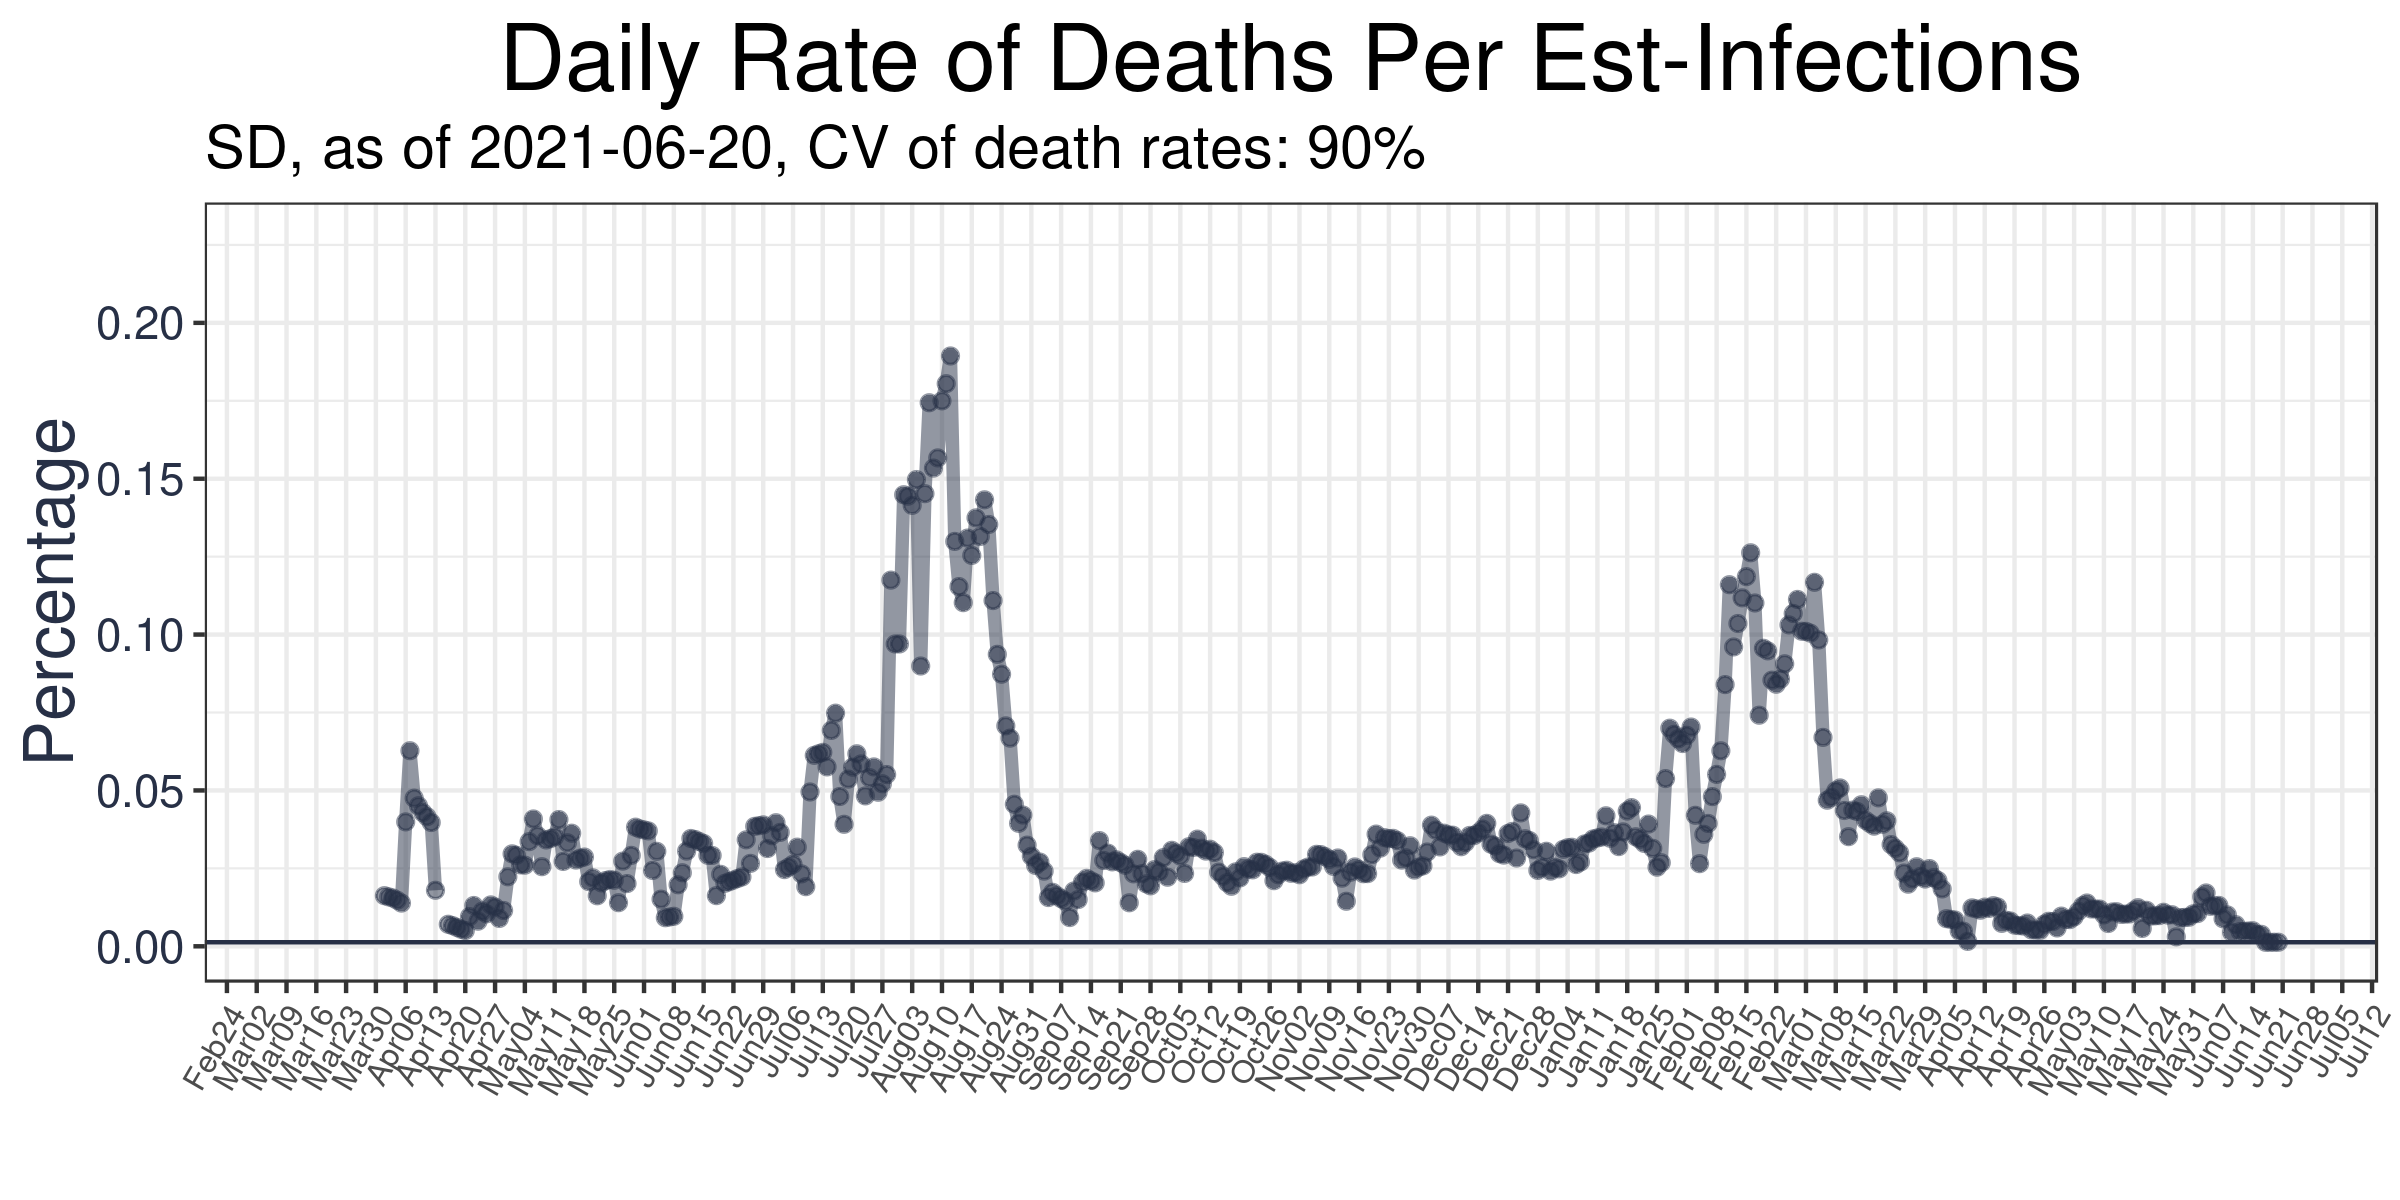 Daily Rate of Deaths Per Est-Infections
SD, as of 2021-06-20, CV of death rates: 90%
Percentage
0.20
0.15
0.10
0.05
0.00
Feb24
Mar02
Mar09
Mar16
Mar23
Mar30
Apr06
Apr13
Apr20
Apr27
May04
May11
May18
May25
Jun01
Jun08
Jun15
Jun22
Jun29
Jul06
Jul13
Jul20
Jul27
Aug03
Aug10
Aug17
Aug24
Aug31
Sep07
Sep14
Sep21
Sep28
Oct05
Oct12
Oct19
Oct26
Nov02
Nov09
Nov16
Nov23
Nov30
Dec07
Dec14
Dec21
Dec28
Jan04
Jan11
Jan18
Jan25
Feb01
Feb08
Feb15
Feb22
Mar01
Mar08
Mar15
Mar22
Mar29
Apr05
Apr12
Apr19
Apr26
May03
May10
May17
May24
May31
Jun07
Jun14
Jun21
Jun28
Jul05
Jul12